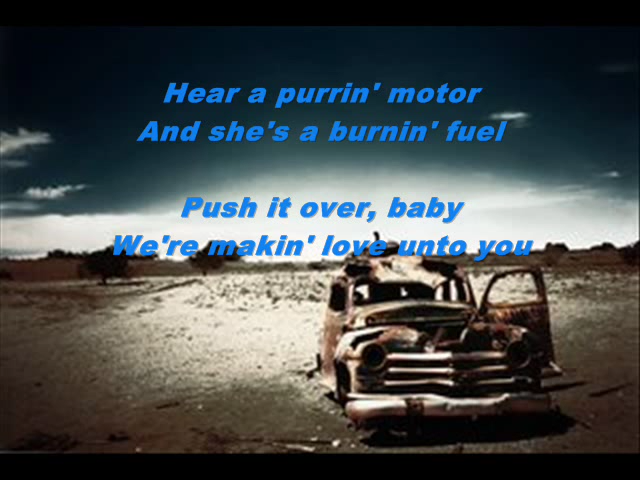 Hear a purrin' motor
And she's a burnin' fuel
Push it over, baby
We're makin' love unto you